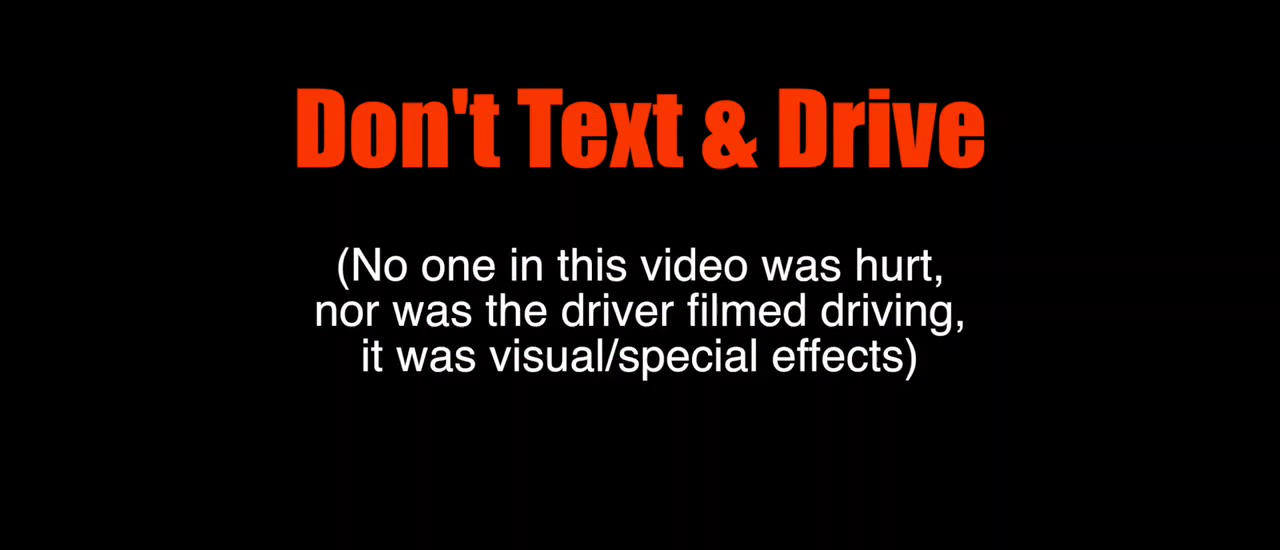 Don't Text & Drive
(No one in this video was hurt,
nor was the driver filmed driving,
it was visual/special effects)